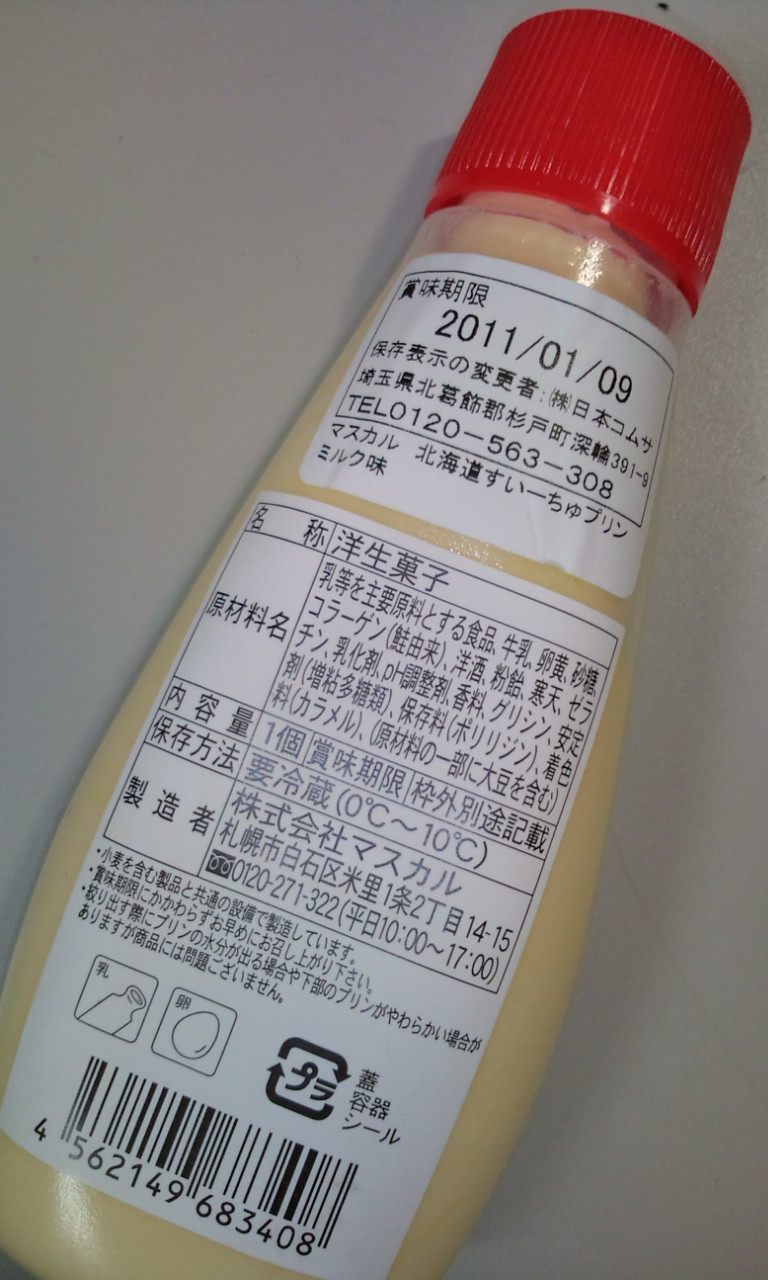 賞味期限
2011/01/09
保存表示の変更者:㈱日本コムサ
埼玉県北葛飾郡杉戸町深輪391-9
TEL0120-563-308
マスカル 北海道すいーちゅプリン
ミルク味
名称 洋生菓子
原材料名 乳等を主要原料とする食品、牛乳、卵黄、砂糖、
コラーゲン(鮭由来)、洋酒、粉飴、寒天、ゼラ
チン、乳化剤、pH調整剤、香料、グリシン、安定
剤(増粘多糖類)、保存料(ポリリジン)、着色
料(カラメル)、(原材料の一部に大豆を含む)
内容量 1個 賞味期限 枠外別途記載
保存方法 要冷蔵(0℃～10℃)
製造者 株式会社マスカル
札幌市白石区米里1条2丁目14-15
0120-271-322(平日10:00～17:00)
・小麦を含む製品と共通の設備で製造しています。
・賞味期限にかかわらずお早めにお召し上がり下さい。
・絞り出す際にプリンの水分が出る場合や下部のプリンがやわらかい場合が
ありますが商品には問題ございません。
乳 卵
プラ
蓋
容器
シール
4 562149 683408